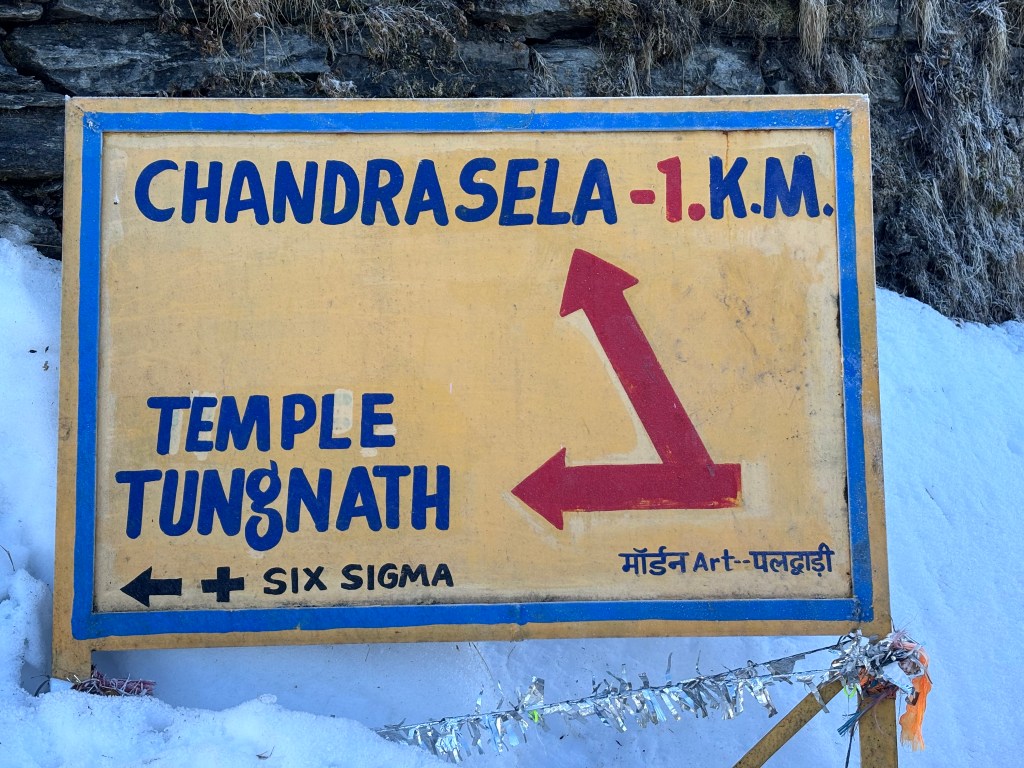 CHANDRASELA -1.K.M.
TEMPLE
TUNGNATH
+ SIX SIGMA
मॉर्डन Art--पलद्वाड़ी